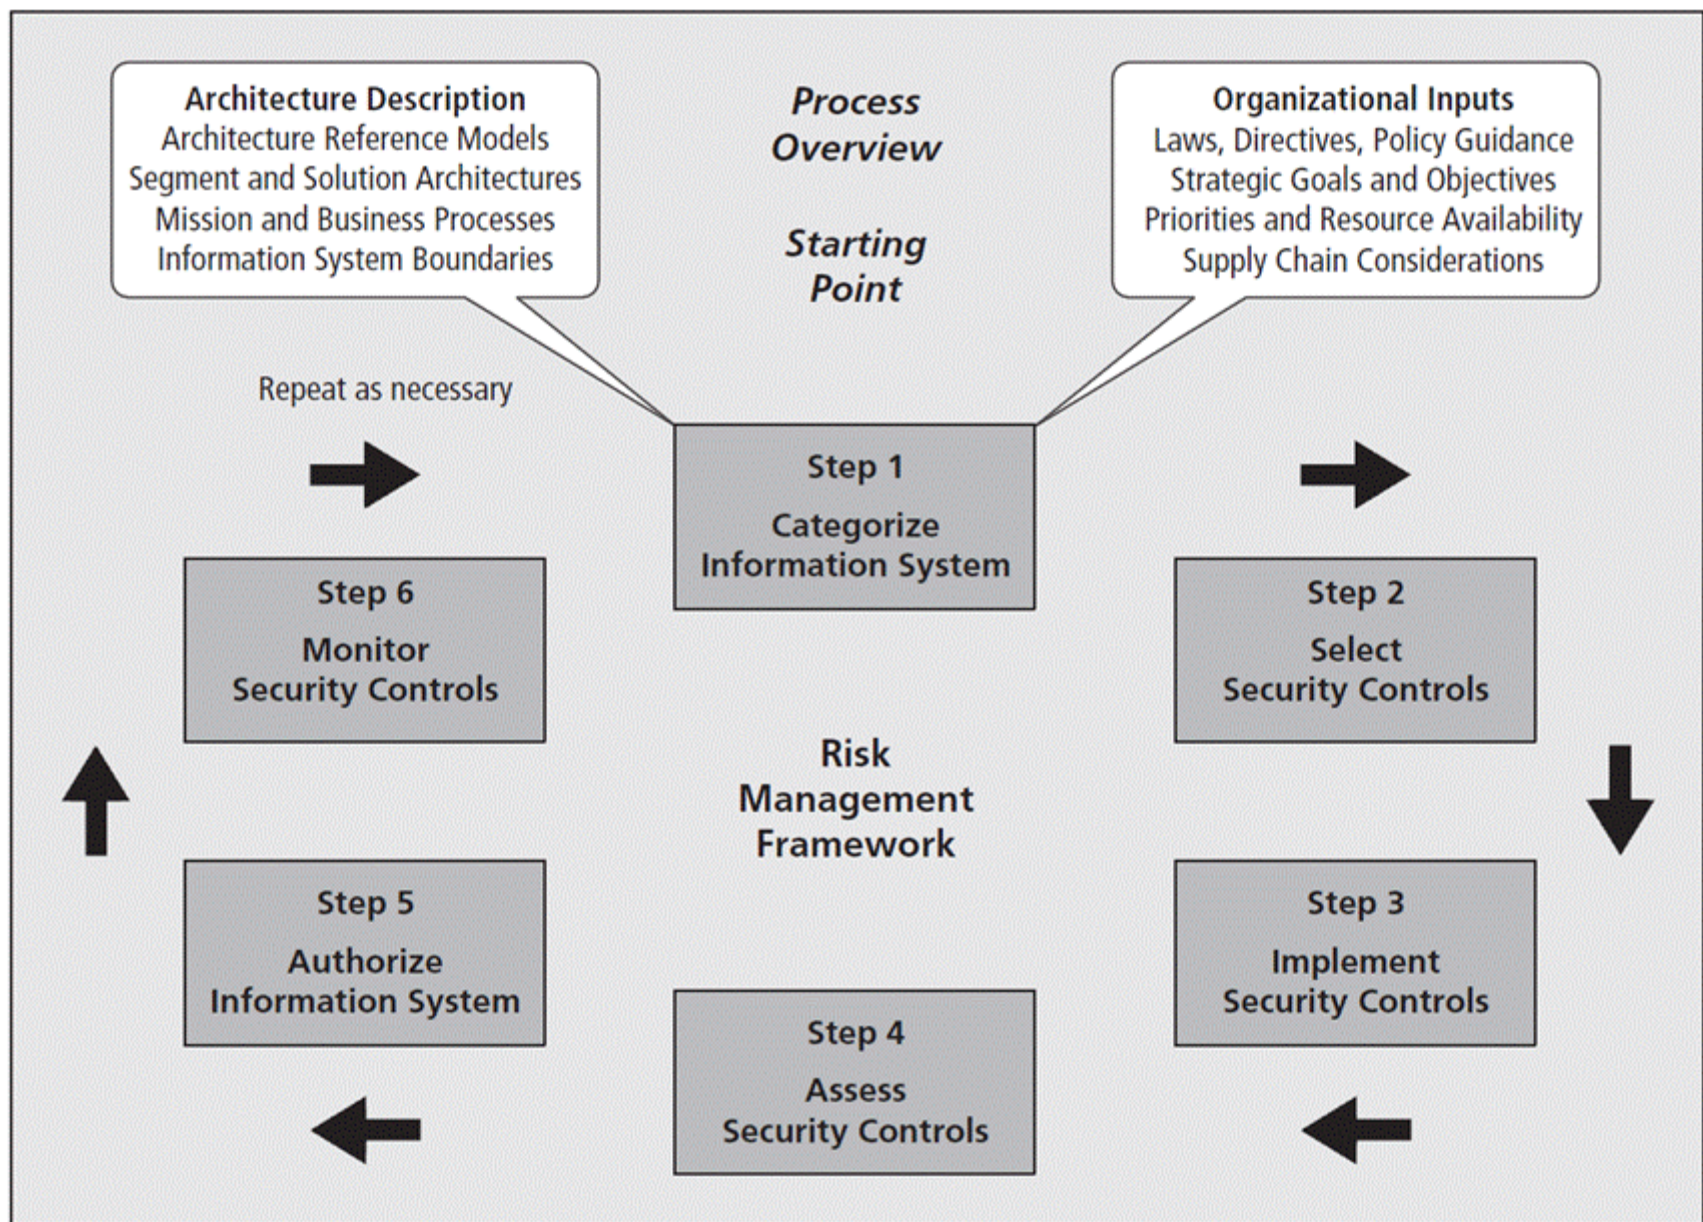 Architecture Description
Architecture Reference Models
Segment and Solution Architectures
Mission and Business Processes
Information System Boundaries
Process
Overview
Starting
Point
Organizational Inputs
Laws, Directives, Policy Guidance
Strategic Goals and Objectives
Priorities and Resource Availability
Supply Chain Considerations
Repeat as necessary
Step 1
Categorize
Information System
Step 2
Select
Security Controls
Step 3
Implement
Security Controls
Step 4
Assess
Security Controls
Step 5
Authorize
Information System
Step 6
Monitor
Security Controls
Risk
Management
Framework